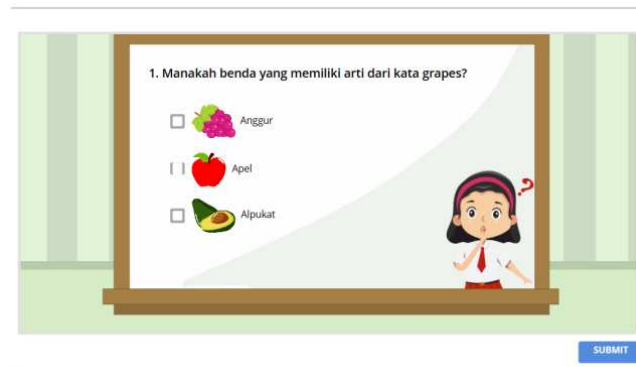 1. Manakah benda yang memiliki arti dari kata grapes?
Anggur
Apel
Alpukat
SUBMIT